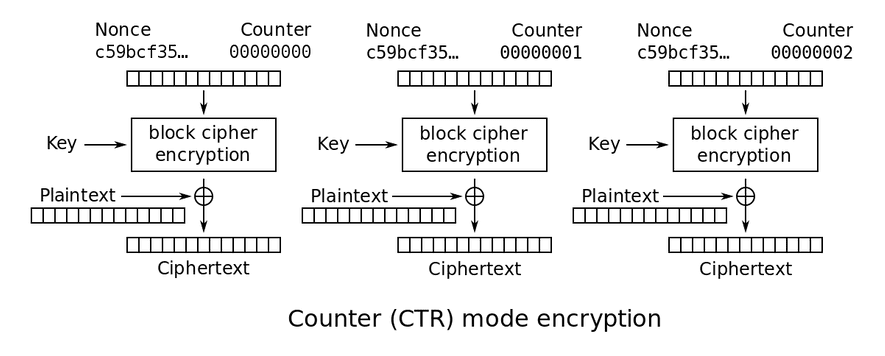 Nonce Counter
c59bcf35… 00000000
Key
block cipher
encryption
Plaintext
Ciphertext
Nonce Counter
c59bcf35… 00000001
Key
block cipher
encryption
Plaintext
Ciphertext
Nonce Counter
c59bcf35… 00000002
Key
block cipher
encryption
Plaintext
Ciphertext
Counter (CTR) mode encryption